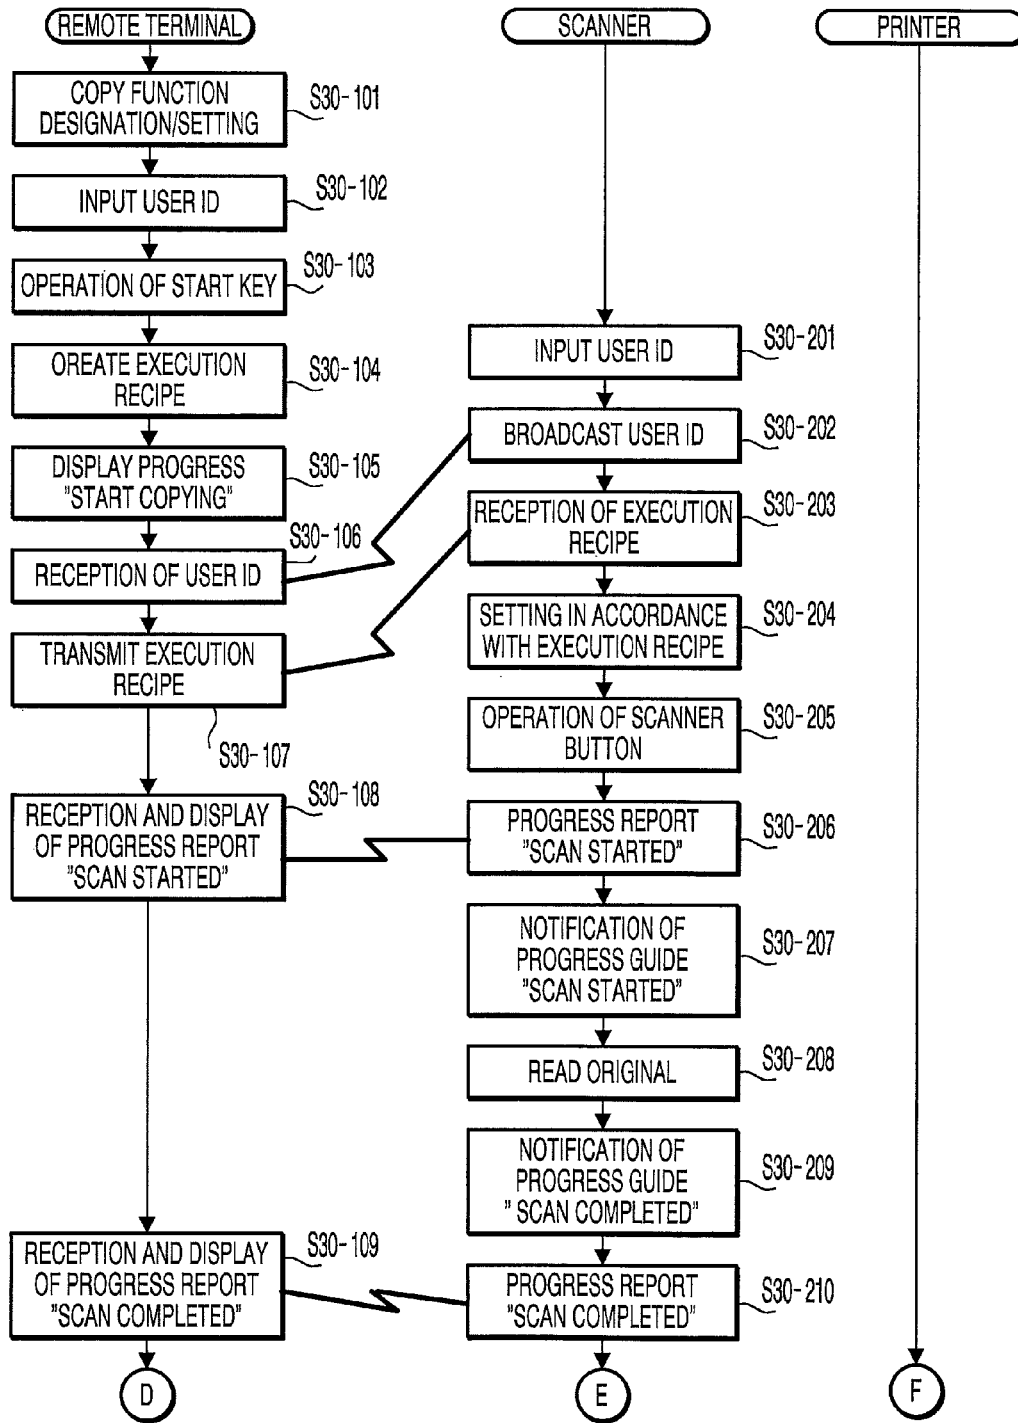 REMOTE TERMINAL
COPY FUNCTION
DESIGNATION/SETTING
S30-101
INPUT USER ID
S30-102
OPERATION OF START KEY
S30-103
OREATE EXECUTION
RECIPE
S30-104
DISPLAY PROGRESS
"START COPYING"
S30-105
RECEPTION OF USER ID
S30-106
TRANSMIT EXECUTION
RECIPE
S30-107
RECEPTION AND DISPLAY
OF PROGRESS REPORT
"SCAN STARTED"
S30-108
RECEPTION AND DISPLAY
OF PROGRESS REPORT
"SCAN COMPLETED"
S30-109
D
SCANNER
INPUT USER ID
S30-201
BROADCAST USER ID
S30-202
RECEPTION OF EXECUTION
RECIPE
S30-203
SETTING IN ACCORDANCE
WITH EXECUTION RECIPE
S30-204
OPERATION OF SCANNER
BUTTON
S30-205
PROGRESS REPORT
"SCAN STARTED"
S30-206
NOTIFICATION OF
PROGRESS GUIDE
"SCAN STARTED"
S30-207
READ ORIGINAL
S30-208
NOTIFICATION OF
PROGRESS GUIDE
" SCAN COMPLETED"
S30-209
PROGRESS REPORT
"SCAN COMPLETED"
S30-210
E
PRINTER
F